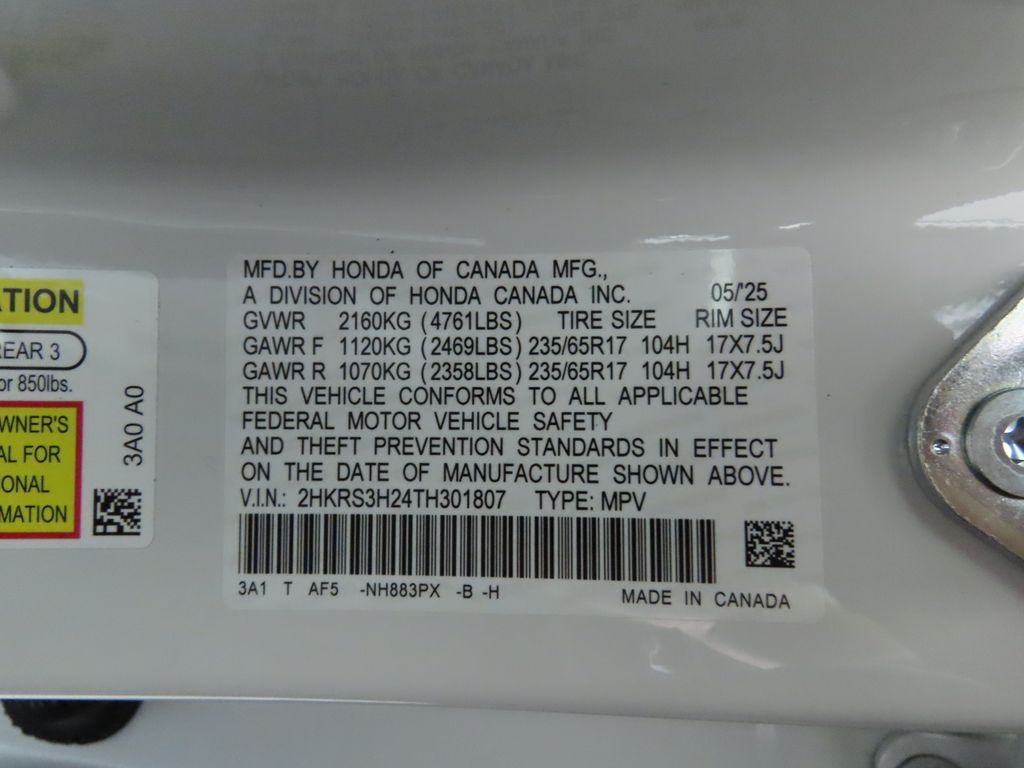 ATION
REAR 3
or 850lbs.
WNER'S
AL FOR
ONAL
MATION
3A0 A0
MFD.BY HONDA OF CANADA MFG.,
A DIVISION OF HONDA CANADA INC. 05/'25
GVWR 2160KG (4761LBS) TIRE SIZE RIM SIZE
GAWR F 1120KG (2469LBS) 235/65R17 104H 17X7.5J
GAWR R 1070KG (2358LBS) 235/65R17 104H 17X7.5J
THIS VEHICLE CONFORMS TO ALL APPLICABLE
FEDERAL MOTOR VEHICLE SAFETY
AND THEFT PREVENTION STANDARDS IN EFFECT
ON THE DATE OF MANUFACTURE SHOWN ABOVE.
V.I.N.: 2HKRS3H24TH301807 TYPE: MPV
3A1 T AF5 -NH883PX -B -H
MADE IN CANADA